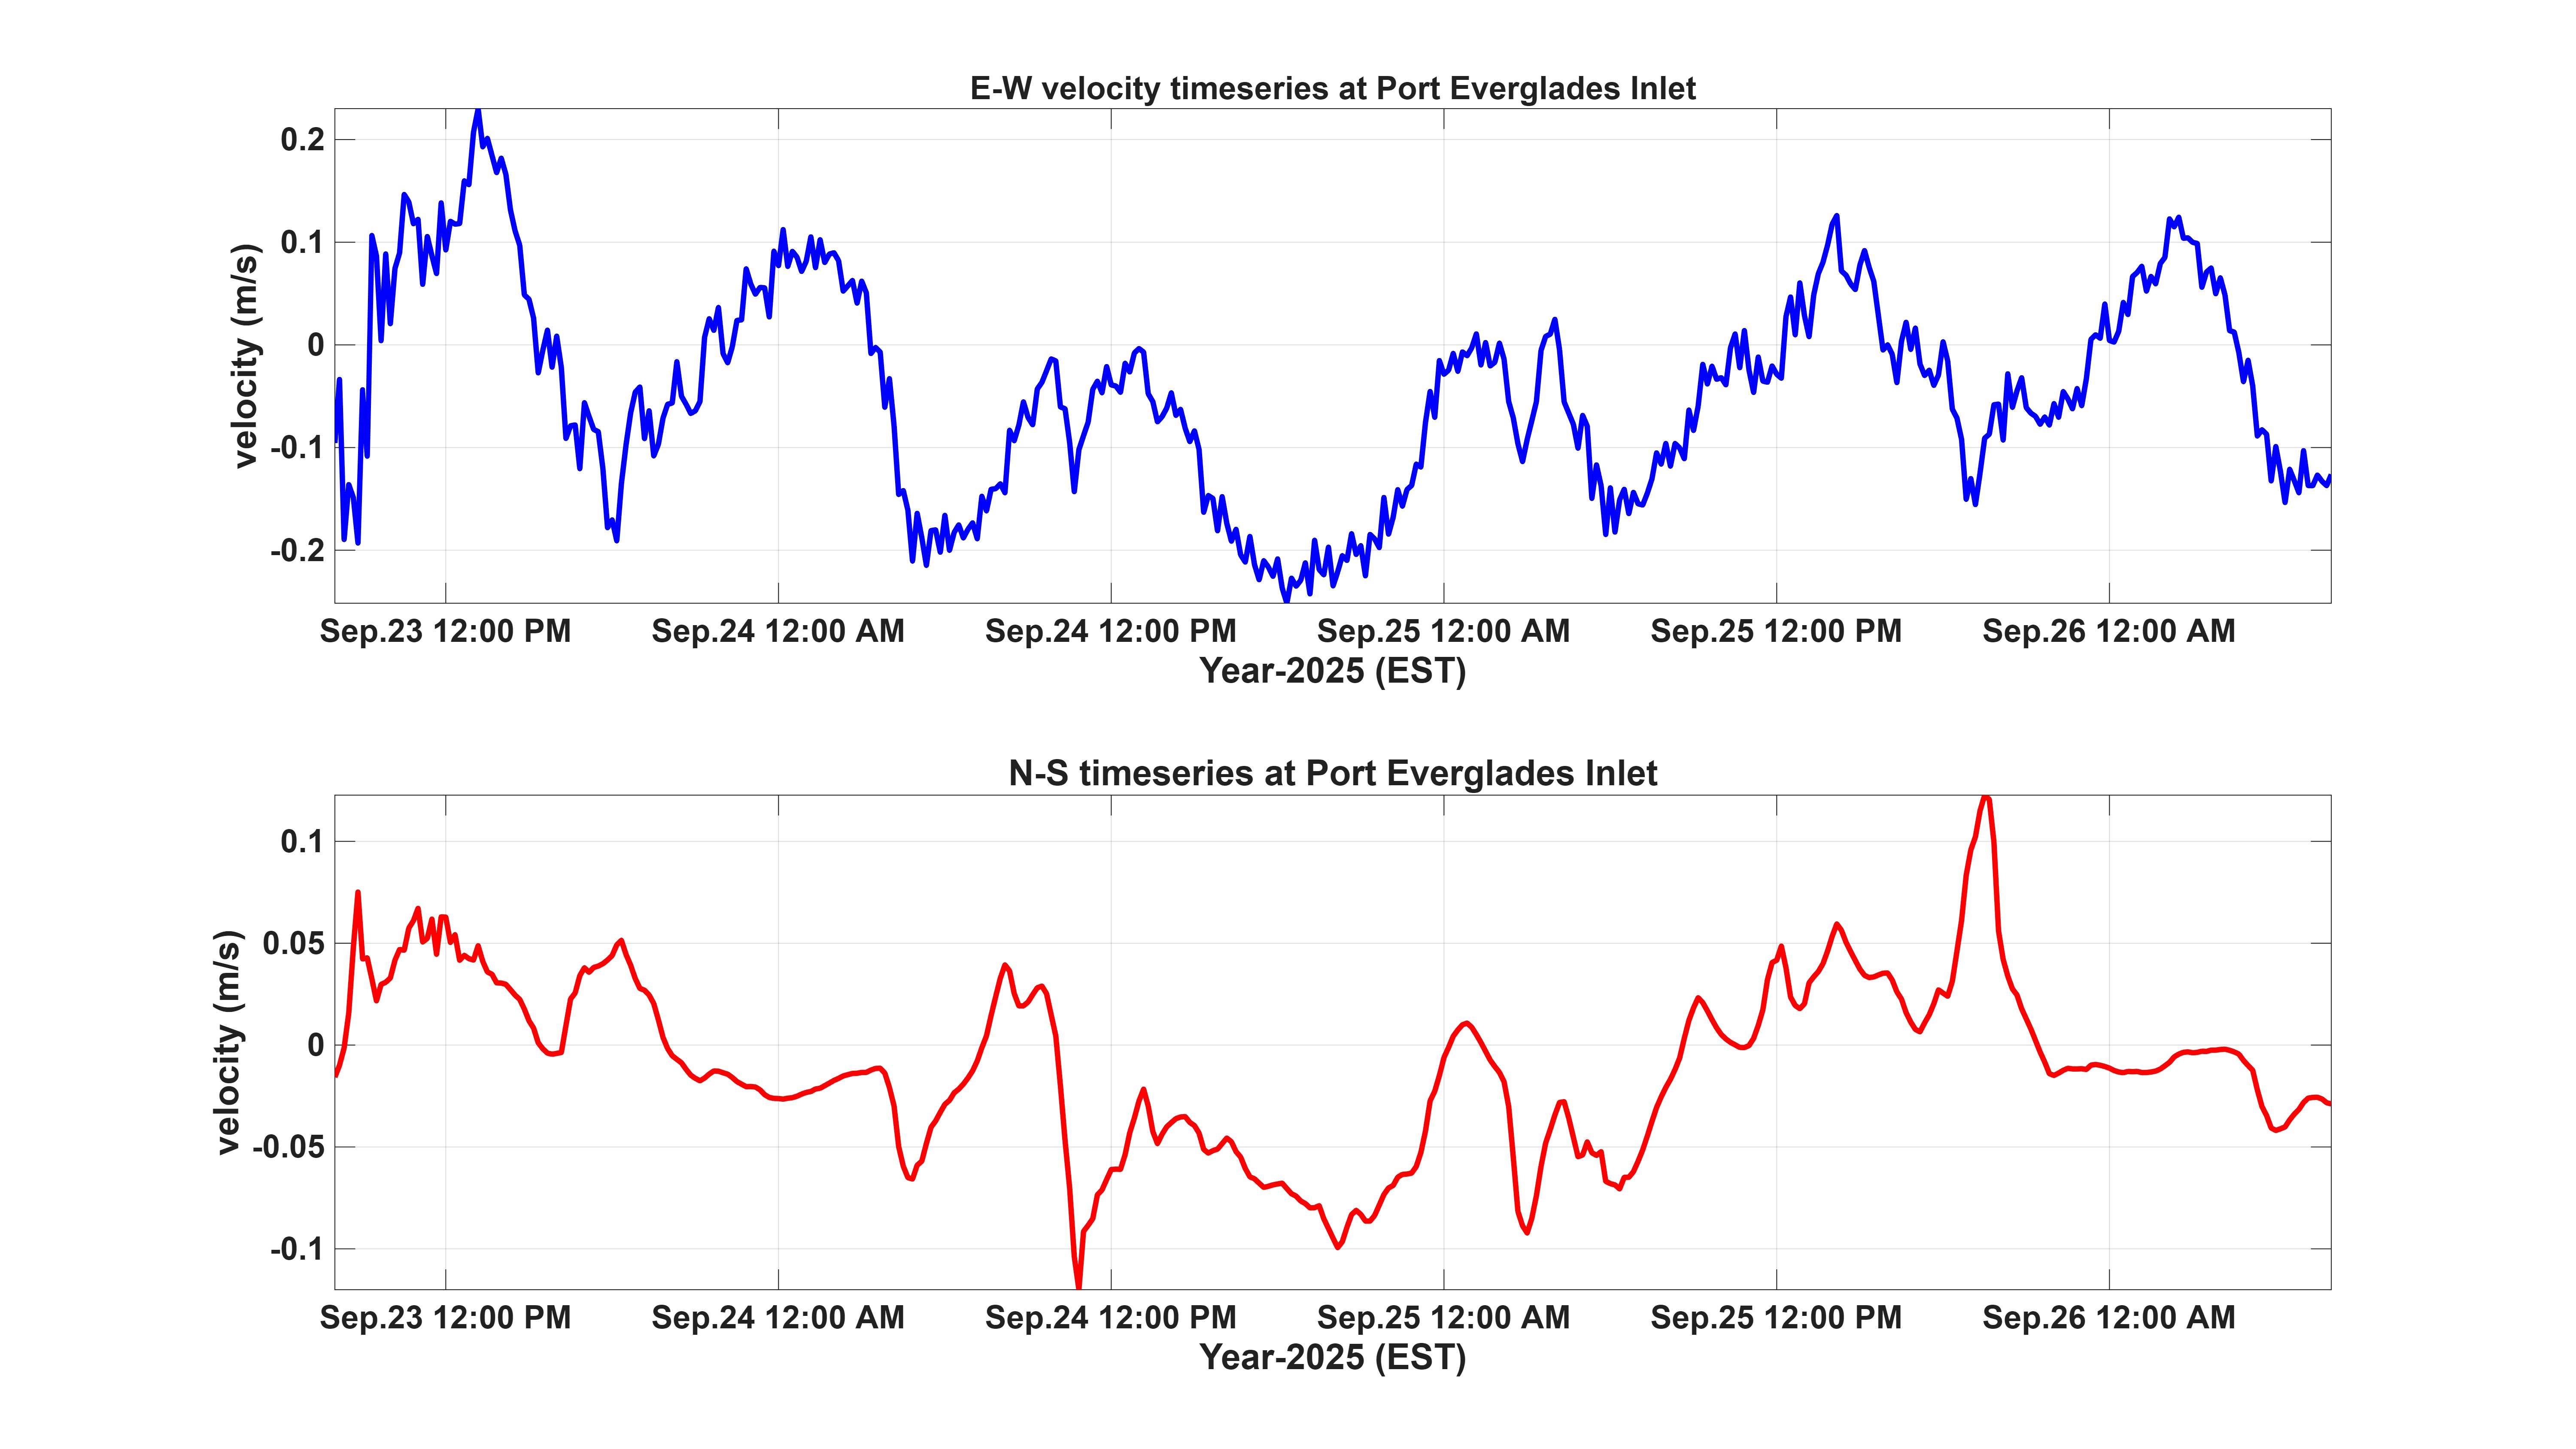 E-W velocity timeseries at Port Everglades Inlet
velocity (m/s)
0.2
0.1
0
-0.1
-0.2
Sep.23 12:00 PM Sep.24 12:00 AM Sep.24 12:00 PM Sep.25 12:00 AM Sep.25 12:00 PM Sep.26 12:00 AM
Year-2025 (EST)
N-S timeseries at Port Everglades Inlet
velocity (m/s)
0.1
0.05
0
-0.05
-0.1
Sep.23 12:00 PM Sep.24 12:00 AM Sep.24 12:00 PM Sep.25 12:00 AM Sep.25 12:00 PM Sep.26 12:00 AM
Year-2025 (EST)